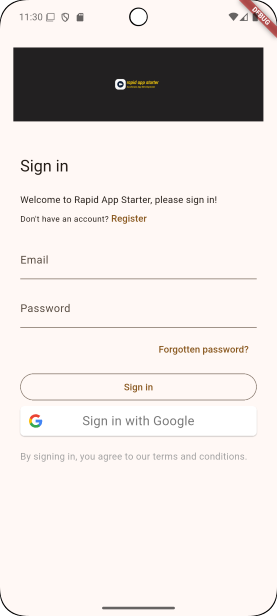 11:30
DEBUG
rapid app starter
Sign in
Welcome to Rapid App Starter, please sign in!
Don't have an account? Register
Email
Password
Forgotten password?
Sign in
Sign in with Google
By signing in, you agree to our terms and conditions.